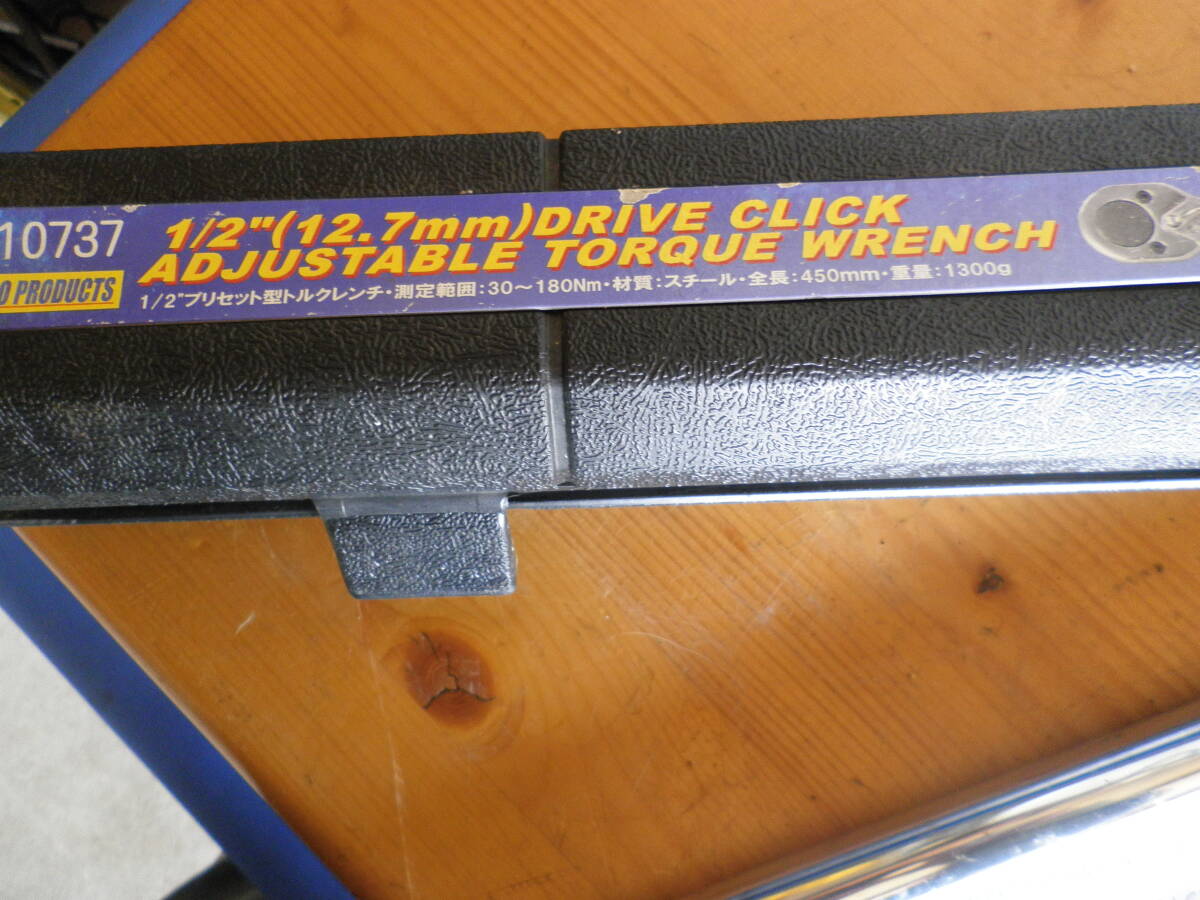 10737
1/2"(12.7mm)DRIVE CLICK
ADJUSTABLE TORQUE WRENCH
PRODUCTS
1/2"プリセット型トルクレンチ・測定範囲:30〜180Nm・材質:スチール・全長:450mm・重量:1300g